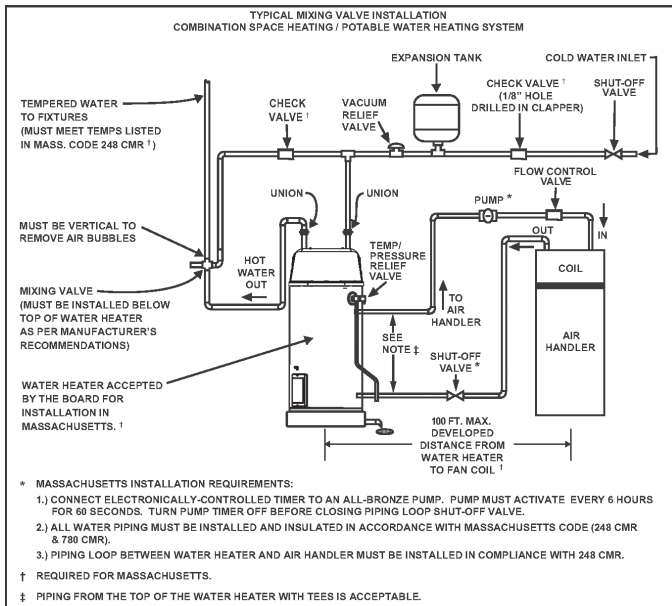 TYPICAL MIXING VALVE INSTALLATION
COMBINATION SPACE HEATING / POTABLE WATER HEATING SYSTEM
EXPANSION TANK
COLD WATER INLET
TEMPERED WATER
TO FIXTURES
(MUST MEET TEMPS LISTED
IN MASS. CODE 248 CMR †)
CHECK
VALVE †
VACUUM
RELIEF
VALVE
CHECK VALVE †
(1/8" HOLE
DRILLED IN CLAPPER)
SHUT-OFF
VALVE
FLOW CONTROL
VALVE
UNION
UNION
PUMP *
MUST BE VERTICAL TO
REMOVE AIR BUBBLES
HOT
WATER
OUT
TEMP/
PRESSURE
RELIEF
VALVE
OUT
IN
COIL
MIXING VALVE
(MUST BE INSTALLED BELOW
TOP OF WATER HEATER
AS PER MANUFACTURER'S
RECOMMENDATIONS)
TO
AIR
HANDLER
AIR
HANDLER
SEE
NOTE ‡
SHUT-OFF
VALVE *
WATER HEATER ACCEPTED
BY THE BOARD FOR
INSTALLATION IN
MASSACHUSETTS. †
100 FT. MAX.
DEVELOPED
DISTANCE FROM
WATER HEATER
TO FAN COIL †
* MASSACHUSETTS INSTALLATION REQUIREMENTS:
1.) CONNECT ELECTRONICALLY-CONTROLLED TIMER TO AN ALL-BRONZE PUMP. PUMP MUST ACTIVATE EVERY 6 HOURS
FOR 60 SECONDS. TURN PUMP TIMER OFF BEFORE CLOSING PIPING LOOP SHUT-OFF VALVE.
2.) ALL WATER PIPING MUST BE INSTALLED AND INSULATED IN ACCORDANCE WITH MASSACHUSETTS CODE (248 CMR
& 780 CMR).
3.) PIPING LOOP BETWEEN WATER HEATER AND AIR HANDLER MUST BE INSTALLED IN COMPLIANCE WITH 248 CMR.
† REQUIRED FOR MASSACHUSETTS.
‡ PIPING FROM THE TOP OF THE WATER HEATER WITH TEES IS ACCEPTABLE.